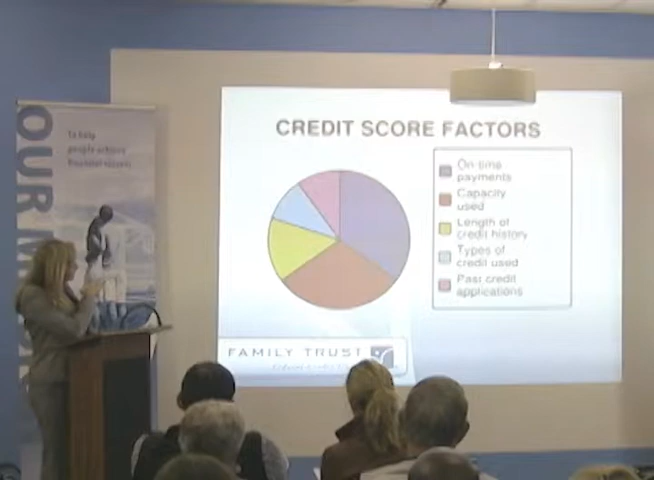 OUR
To help
people achieve
financial success
CREDIT SCORE FACTORS
On-time
payments
Capacity
used
Length of
credit history
Types of
credit used
Past credit
applications
FAMILY TRUST